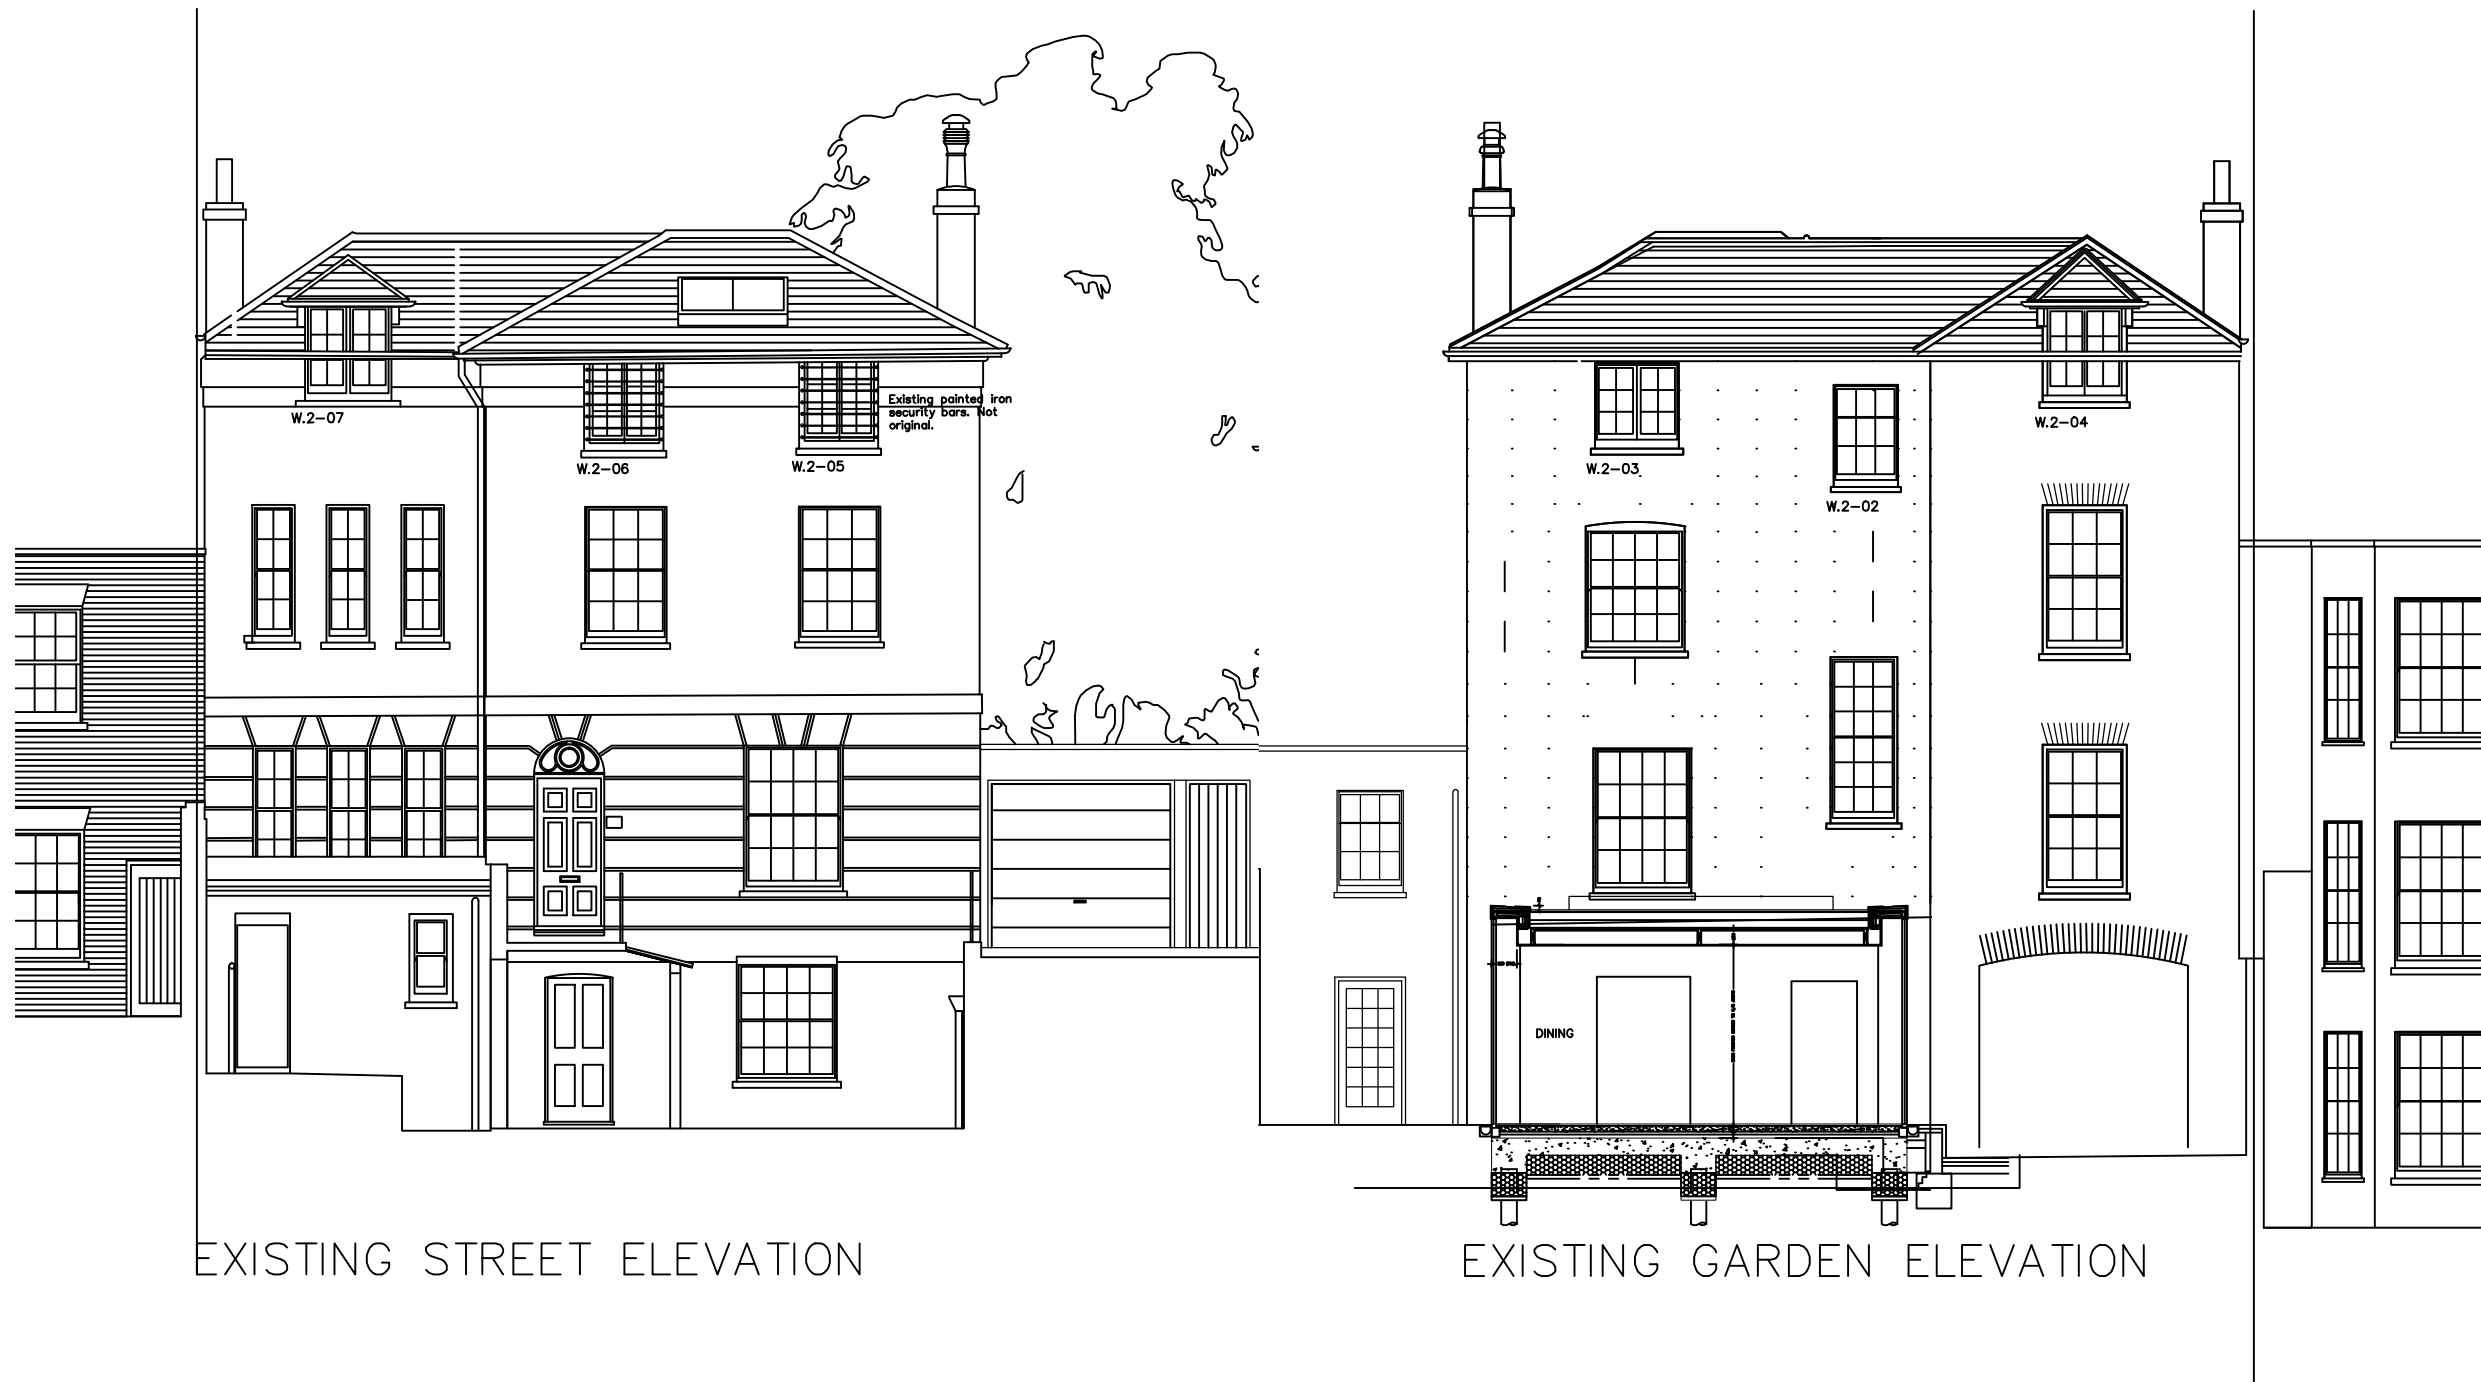 Existing painted iron
security bars. Not
original.
W.2-07
W.2-06
W.2-05
W.2-03
W.2-02
W.2-04
DINING
EXISTING STREET ELEVATION
EXISTING GARDEN ELEVATION